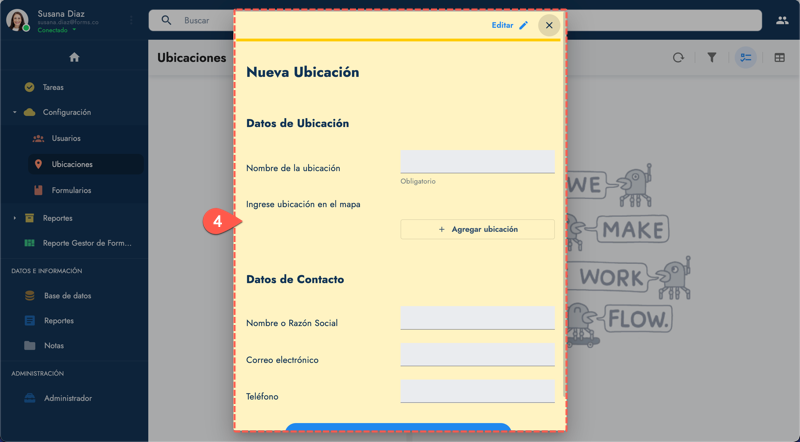 Susana Diaz
susana.diaz@forms.co
Conectado
Buscar
Editar
Ubicaciones
Tareas
Configuración
Usuarios
Ubicaciones
Formularios
Reportes
Reporte Gestor de Form...
DATOS E INFORMACIÓN
Base de datos
Reportes
Notas
ADMINISTRACIÓN
Administrador
4
Nueva Ubicación
Datos de Ubicación
Nombre de la ubicación
Obligatorio
Ingrese ubicación en el mapa
+ Agregar ubicación
Datos de Contacto
Nombre o Razón Social
Correo electrónico
Teléfono
WE
MAKE
WORK
FLOW.